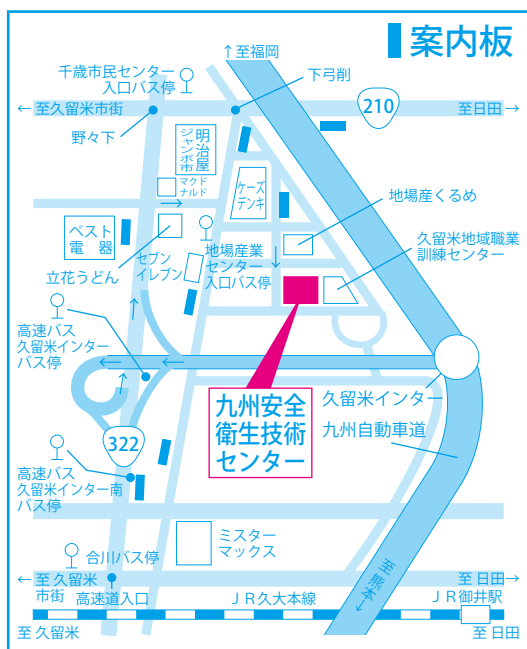 案内板
↑至福岡
千歳市民センター
入口バス停
下弓削
←至久留米市街
210
至日田→
野々下
明治屋
ジャンボ市
マクド
ナルド
ケーズ
デンキ
地場産くるめ
ベスト
電器
立花うどん
セブン
イレブン
地場産業
センター
入口バス停
久留米地域職業
訓練センター
高速バス
久留米インター
バス停
九州安全
衛生技術
センター
久留米インター
九州自動車道
322
高速バス
久留米インター南
バス停
ミスター
マックス
合川バス停
至熊本→
←至 久留米
市街
至 日田→
高速道入口
ＪＲ久大本線
ＪＲ御井駅
至 久留米
至 日田